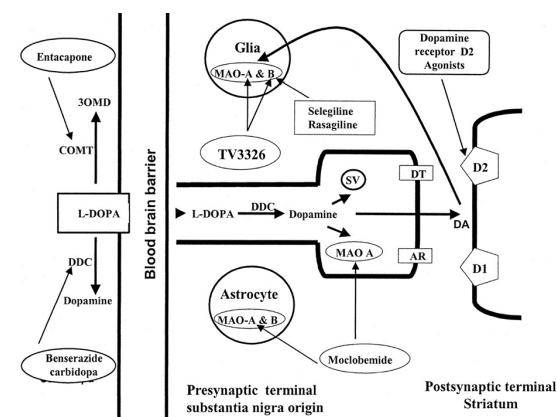 Entacapone
3OMD
COMT
L-DOPA
DDC
Dopamine
Benserazide
carbidopa
Blood brain barrier
Glia
MAO-A & B
Selegiline
Rasagiline
TV3326
L-DOPA
DDC
Dopamine
SV
MAO A
DT
AR
DA
Dopamine
receptor D2
Agonists
D2
D1
Astrocyte
MAO-A & B
Moclobemide
Presynaptic terminal
substantia nigra origin
Postsynaptic terminal
Striatum